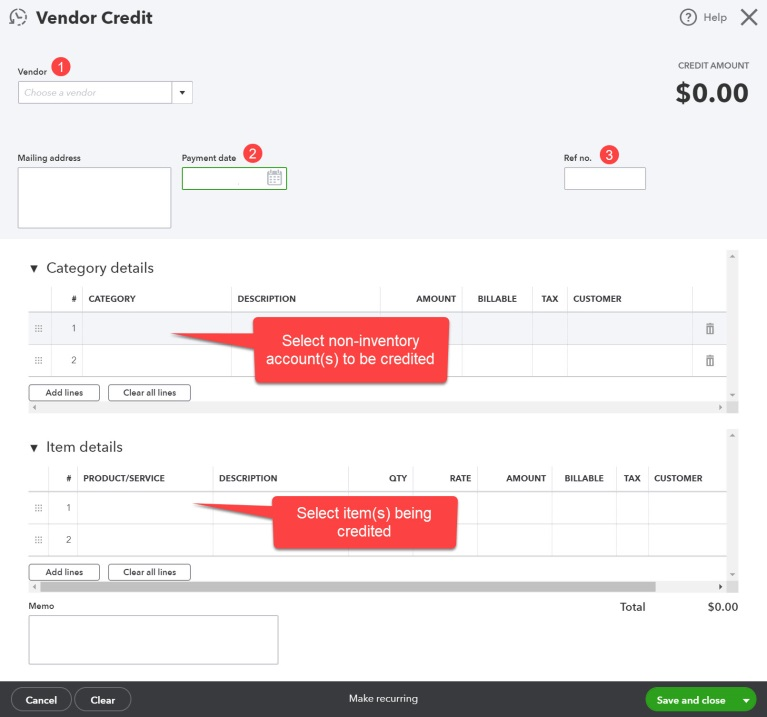 Vendor Credit
Help
Vendor 1
Choose a vendor
CREDIT AMOUNT
$0.00
Mailing address
Payment date 2
Ref no. 3
Category details
# CATEGORY DESCRIPTION AMOUNT BILLABLE TAX CUSTOMER
1
Select non-inventory
account(s) to be credited
2
Add lines Clear all lines
Item details
# PRODUCT/SERVICE DESCRIPTION QTY RATE AMOUNT BILLABLE TAX CUSTOMER
1
Select item(s) being
credited
2
Add lines Clear all lines
Memo
Total $0.00
Cancel Clear Make recurring Save and close